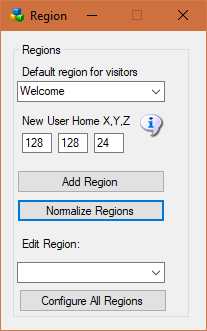 Region
Regions
Default region for visitors
Welcome
New User Home X,Y,Z
128 128 24
Add Region
Normalize Regions
Edit Region:
Configure All Regions